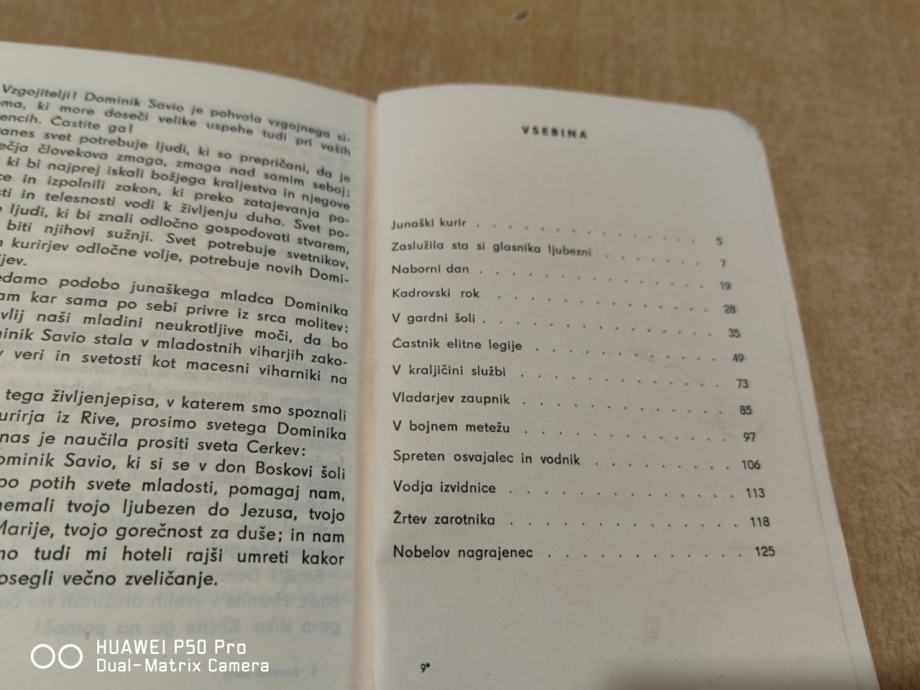 Vzgojitelji! Dominik Savio je pohvala vzgojnega si-
ema, ki more doseči velike uspehe tudi pri vaših
encih. Častite ga!
anes svet potrebuje ljudi, ki so prepričani, da je
ečja človekova zmaga, zmaga nad samim seboj;
ki bi najprej iskali božjega kraljestva in njegove
ce in izpolnili zakon, ki preko zatajevanja po-
sti in telesnosti vodi k življenju duha. Svet po-
e ljudi, ki bi znali odločno gospodovati stvarem,
biti njihovi sužnji. Svet potrebuje svetnikov,
h kurirjev odločne volje, potrebuje novih Domi-
ijev.
edamo podobo junaškega mladca Dominika
am kar sama po sebi privre iz srca molitev:
vlij naši mladini neukrotljive moči, da bo
inik Savio stala v mladostnih viharjih zako-
v veri in svetosti kot macesni viharniki na
tega življenjepisa, v katerem smo spoznali
urirja iz Rive, prosimo svetega Dominika
nas je naučila prositi sveta Cerkev:
ominik Savio, ki si se v don Boskovi šoli
po potih svete mladosti, pomagaj nam,
nemali tvojo ljubezen do Jezusa, tvojo
Marije, tvojo gorečnost za duše; in nam
mo tudi mi hoteli rajši umreti kakor
osegli večno zveličanje.
VSEBINA
Junaški kurir . . . . . . . . . . . 5
Zaslužila sta si glasnika ljubezni . . . . . . 7
Naborni dan . . . . . . . . . . . 19
Kadrovski rok . . . . . . . . . . . 28
V gardni šoli . . . . . . . . . . . 35
Častnik elitne legije . . . . . . . . . 49
V kraljičini službi . . . . . . . . . . 73
Vladarjev zaupnik . . . . . . . . . . 85
V bojnem metežu . . . . . . . . . . 97
Spreten osvajalec in vodnik . . . . . . . 106
Vodja izvidnice . . . . . . . . . . 113
Žrtev zarotnika . . . . . . . . . . 118
Nobelov nagrajenec . . . . . . . . . 125
9*
HUAWEI P50 Pro
Dual-Matrix Camera